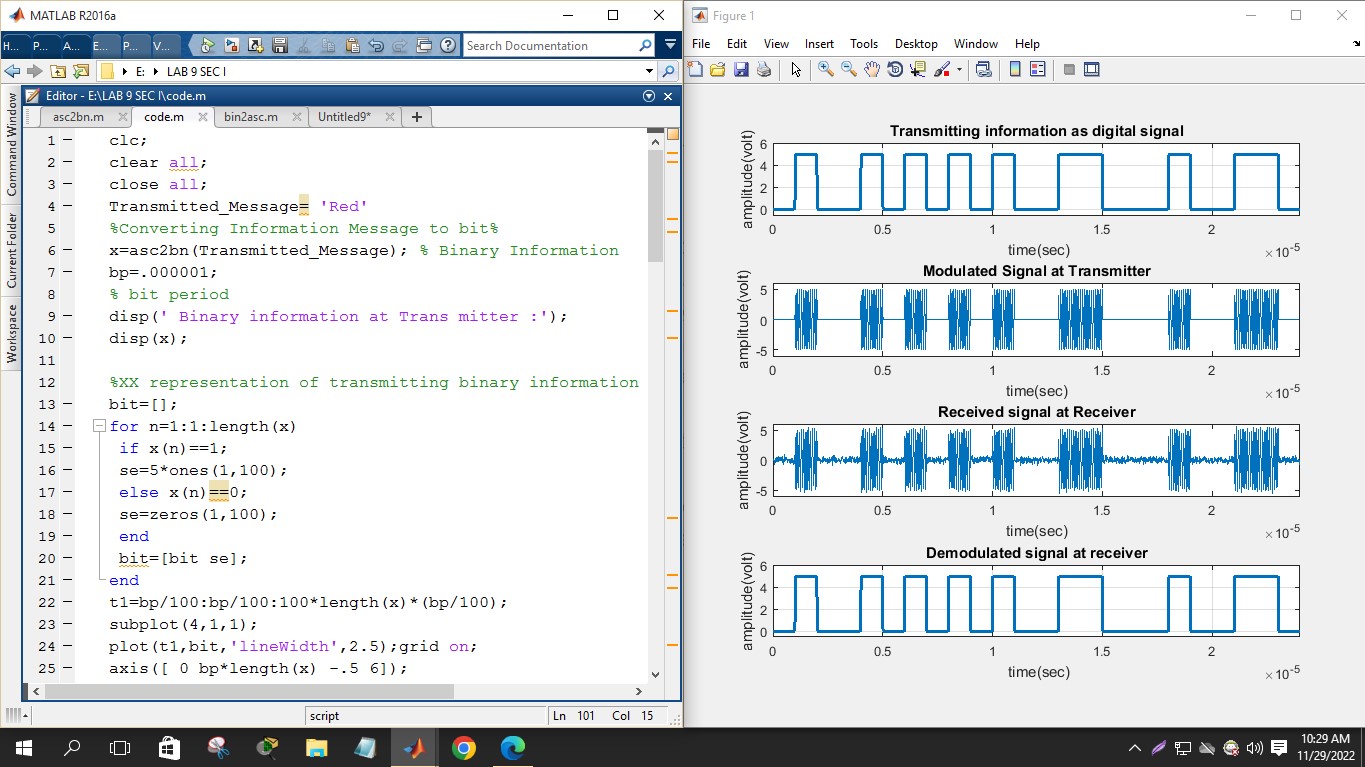 MATLAB R2016a
H... P... A... E... P... V...
Search Documentation
E: LAB 9 SEC I
Editor - E:\LAB 9 SEC I\code.m
asc2bn.m code.m bin2asc.m Untitled9*
Command Window
Current Folder
Workspace
1 clc;
2 clear all;
3 close all;
4 Transmitted_Message= 'Red'
5 %Converting Information Message to bit%
6 x=asc2bn(Transmitted_Message); % Binary Information
7 bp=.000001;
8 % bit period
9 disp(' Binary information at Trans mitter :');
10 disp(x);
11
12 %XX representation of transmitting binary information
13 bit=[];
14 for n=1:1:length(x)
15 if x(n)==1;
16 se=5*ones(1,100);
17 else x(n)==0;
18 se=zeros(1,100);
19 end
20 bit=[bit se];
21 end
22 t1=bp/100:bp/100:100*length(x)*(bp/100);
23 subplot(4,1,1);
24 plot(t1,bit,'lineWidth',2.5);grid on;
25 axis([ 0 bp*length(x) -.5 6]);
script
Ln 101 Col 15
Figure 1
File Edit View Insert Tools Desktop Window Help
Transmitting information as digital signal
amplitude(volt)
6
4
2
0
0 0.5 1 1.5 2
time(sec)
×10-5
Modulated Signal at Transmitter
amplitude(volt)
5
0
-5
0 0.5 1 1.5 2
time(sec)
×10-5
Received signal at Receiver
amplitude(volt)
5
0
-5
0 0.5 1 1.5 2
time(sec)
×10-5
Demodulated signal at receiver
amplitude(volt)
6
4
2
0
0 0.5 1 1.5 2
time(sec)
×10-5
10:29 AM
11/29/2022